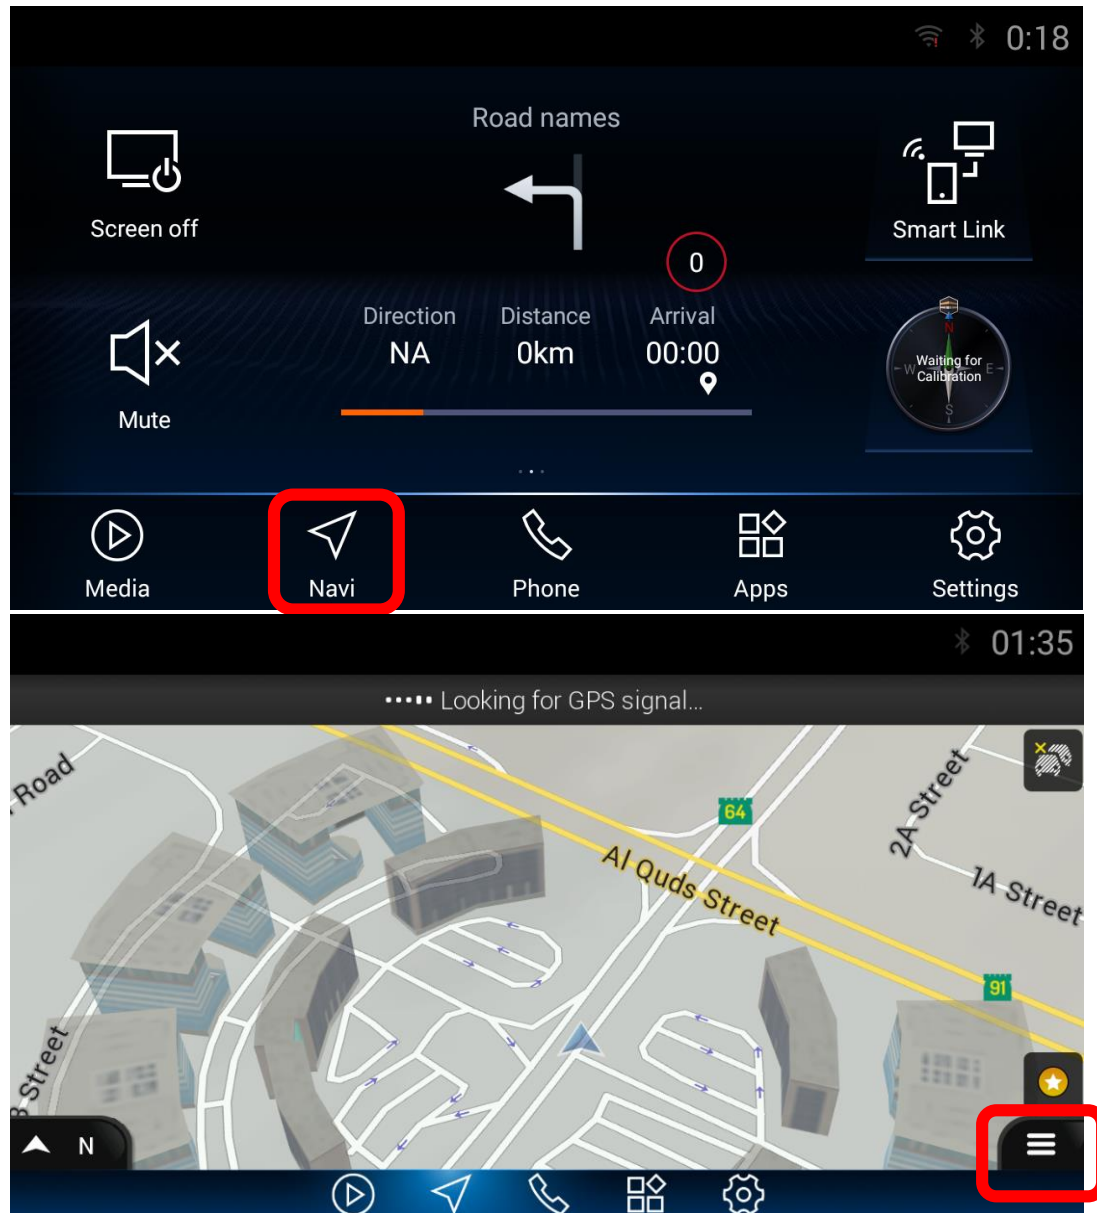 0:18
Road names
Screen off
Smart Link
0
Direction Distance Arrival
NA 0km 00:00
Mute
N
W E
S
Waiting for
Calibration
Media Navi Phone Apps Settings
01:35
••••• Looking for GPS signal...
Road
64
2A Street
Al Quds Street
1A Street
91
Street
N